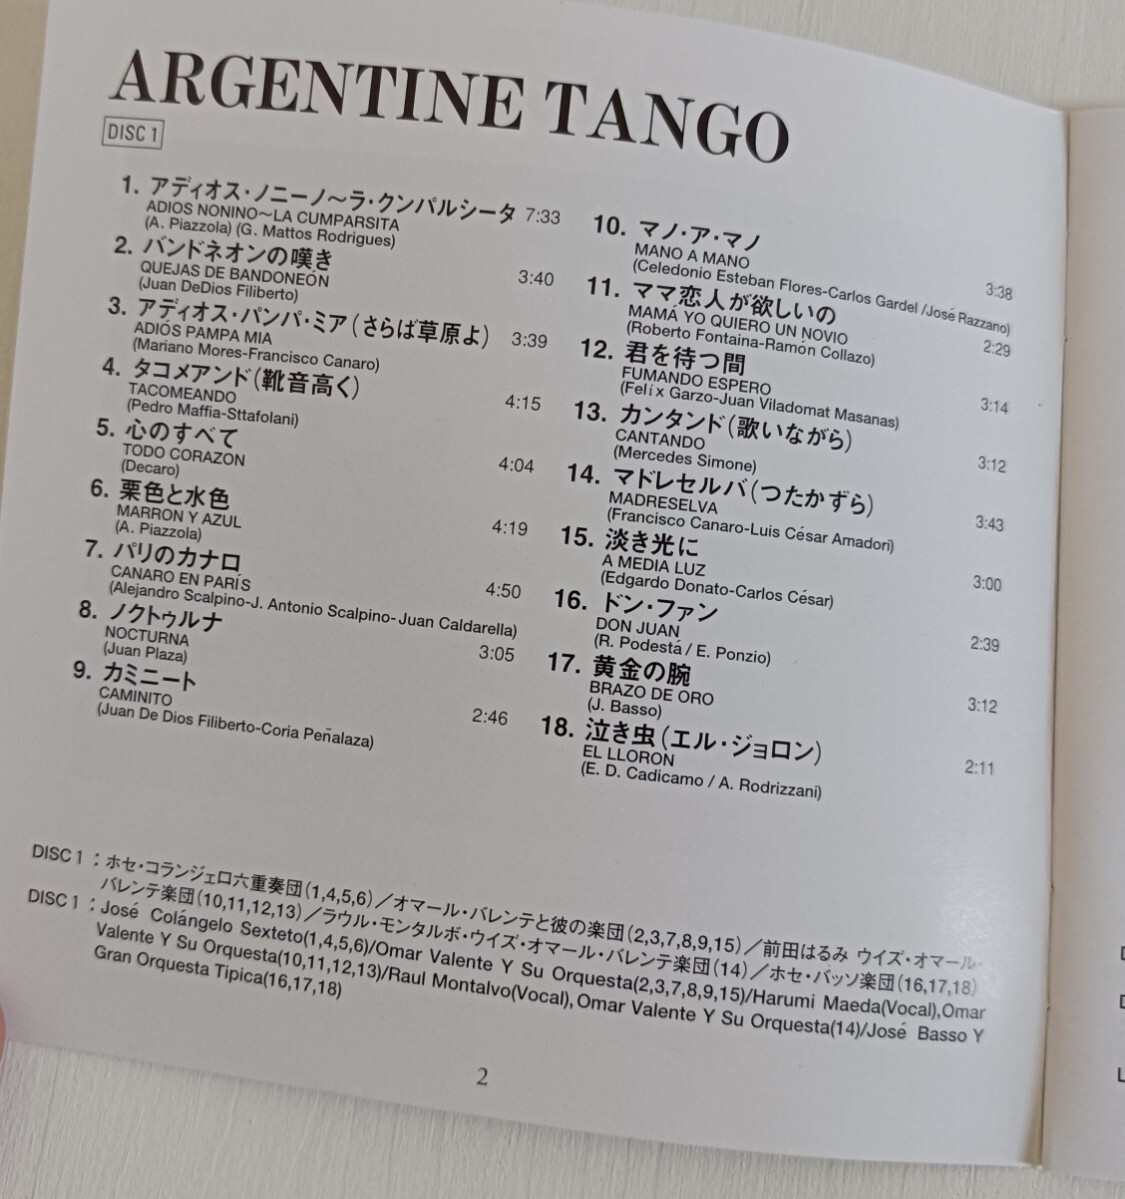 ARGENTINE TANGO
DISC 1
1. アディオス・ノニーノ～ラ・クンパルシータ 7:33
ADIOS NONINO～LA CUMPARSITA
(A. Piazzola) (G. Mattos Rodrigues)
2. バンドネオンの嘆き
QUEJAS DE BANDONEÓN 3:40
(Juan DeDios Filiberto)
3. アディオス・パンパ・ミア(さらば草原よ) 3:39
ADIÓS PAMPA MIA
(Mariano Mores-Francisco Canaro)
4. タコメアンド(靴音高く)
TACOMEANDO 4:15
(Pedro Maffia-Sttafolani)
5. 心のすべて
TODO CORAZON 4:04
(Decaro)
6. 栗色と水色
MARRON Y AZUL 4:19
(A. Piazzola)
7. パリのカナロ
CANARO EN PARÍS 4:50
(Alejandro Scalpino-J. Antonio Scalpino-Juan Caldarella)
8. ノクトゥルナ
NOCTURNA 3:05
(Juan Plaza)
9. カミニート
CAMINITO 2:46
(Juan De Dios Filiberto-Coria Peñalaza)
10. マノ・ア・マノ
MANO A MANO 3:38
(Celedonio Esteban Flores-Carlos Gardel /José Razzano)
11. ママ恋人が欲しいの
MAMÁ YO QUIERO UN NOVIO 2:29
(Roberto Fontaina-Ramón Collazo)
12. 君を待つ間
FUMANDO ESPERO 3:14
(Felíx Garzo-Juan Viladomat Masanas)
13. カンタンド(歌いながら)
CANTANDO 3:12
(Mercedes Simone)
14. マドレセルバ(つたかずら)
MADRESELVA 3:43
(Francisco Canaro-Luis César Amadori)
15. 淡き光に
A MEDIA LUZ 3:00
(Edgardo Donato-Carlos César)
16. ドン・ファン
DON JUAN 2:39
(R. Podestá / E. Ponzio)
17. 黄金の腕
BRAZO DE ORO 3:12
(J. Basso)
18. 泣き虫(エル・ジョロン)
EL LLORON 2:11
(E. D. Cadicamo / A. Rodrizzani)
DISC 1：ホセ・コランジェロ六重奏団(1,4,5,6)／オマール・バレンテと彼の楽団(2,3,7,8,9,15)／前田はるみ ウイズ・オマール・
バレンテ楽団(10,11,12,13)／ラウル・モンタルボ・ウイズ・オマール・バレンテ楽団(14)／ホセ・バッソ楽団(16,17,18)
DISC 1：José Colángelo Sexteto(1,4,5,6)/Omar Valente Y Su Orquesta(2,3,7,8,9,15)/Harumi Maeda(Vocal),Omar
Valente Y Su Orquesta(10,11,12,13)/Raul Montalvo(Vocal), Omar Valente Y Su Orquesta(14)/José Basso Y
Gran Orquesta Tipica(16,17,18)
2